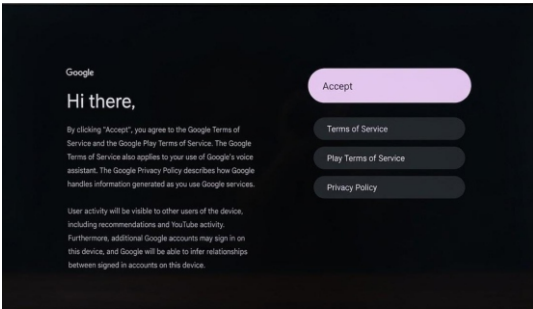 Google
Hi there,
By clicking "Accept", you agree to the Google Terms of
Service and the Google Play Terms of Service. The Google
Terms of Service also applies to your use of Google's voice
assistant. The Google Privacy Policy describes how Google
handles information generated as you use Google services.
User activity will be visible to other users of the device,
including recommendations and YouTube activity.
Furthermore, additional Google accounts may sign in on
this device, and Google will be able to infer relationships
between signed in accounts on this device.
Accept
Terms of Service
Play Terms of Service
Privacy Policy